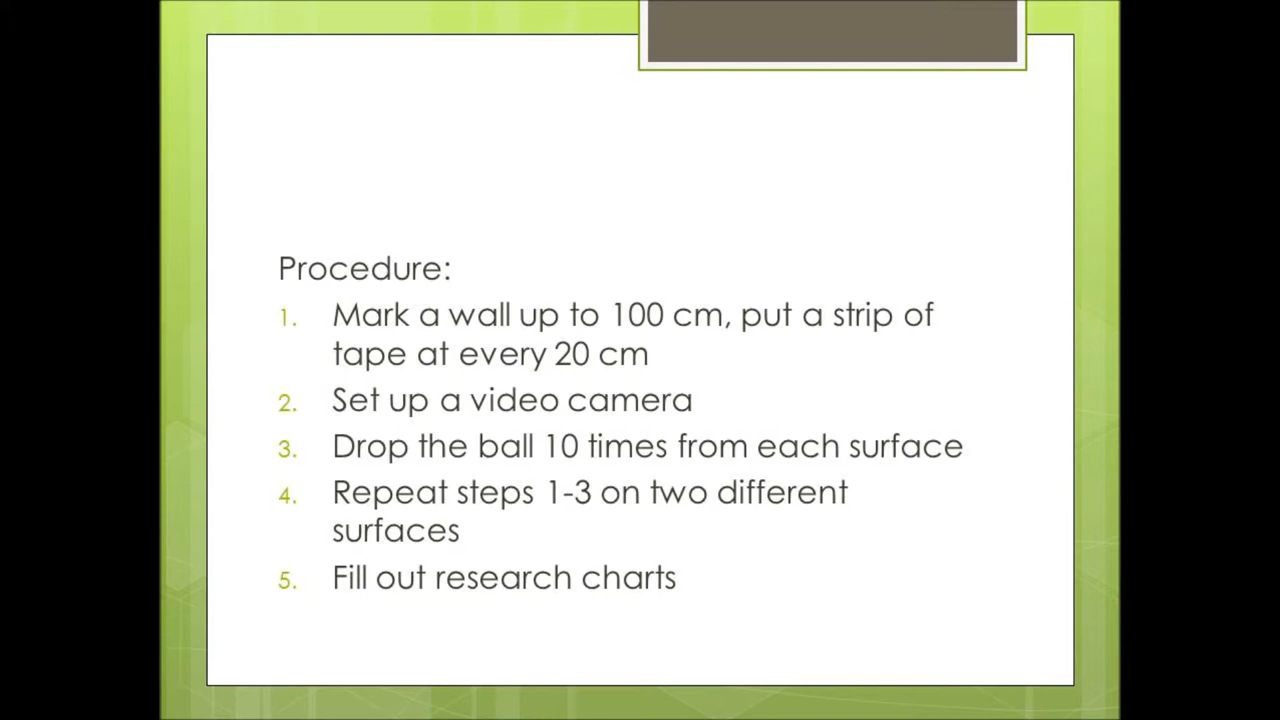 Procedure:
1. Mark a wall up to 100 cm, put a strip of
tape at every 20 cm
2. Set up a video camera
3. Drop the ball 10 times from each surface
4. Repeat steps 1-3 on two different
surfaces
5. Fill out research charts